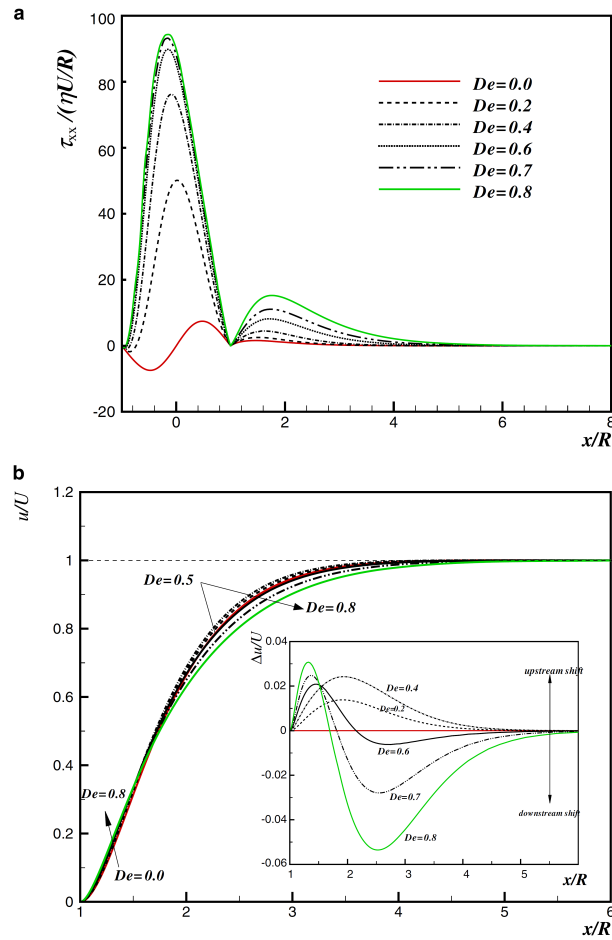 a
100
80
60
40
20
0
-20
τxx /(ηU/R)
De=0.0
De=0.2
De=0.4
De=0.6
De=0.7
De=0.8
0 2 4 6 8
x/R
b
u/U
1.2
1
0.8
0.6
0.4
0.2
0
De=0.5
De=0.8
De=0.8
De=0.0
Δu/U
0.04
0.02
0
-0.02
-0.04
-0.06
upstream shift
De=0.4
De=0.2
De=0.6
De=0.7
De=0.8
downstream shift
1 2 3 4 5
x/R
1 2 3 4 5 6
x/R